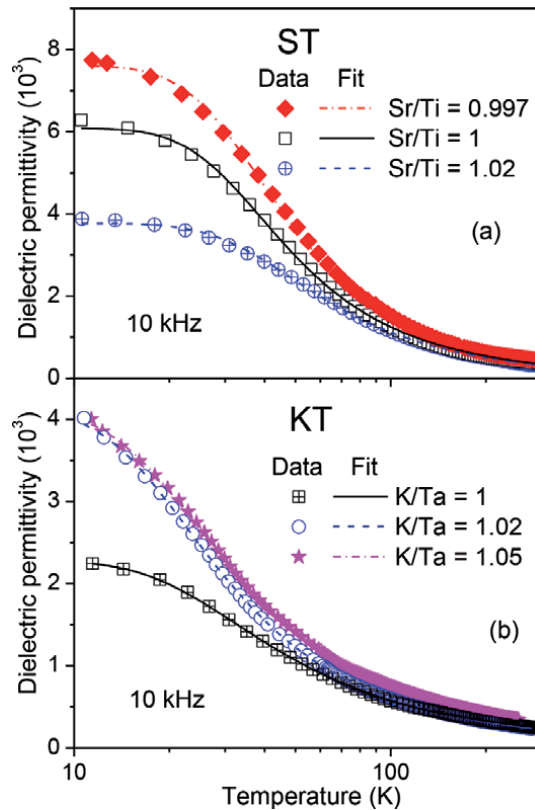 ST
Data Fit
Sr/Ti = 0.997
Sr/Ti = 1
Sr/Ti = 1.02
(a)
10 kHz
Dielectric permittivity (10³)
8
6
4
2
0
KT
Data Fit
K/Ta = 1
K/Ta = 1.02
K/Ta = 1.05
(b)
10 kHz
Dielectric permittivity (10³)
4
3
2
1
0
10 100
Temperature (K)